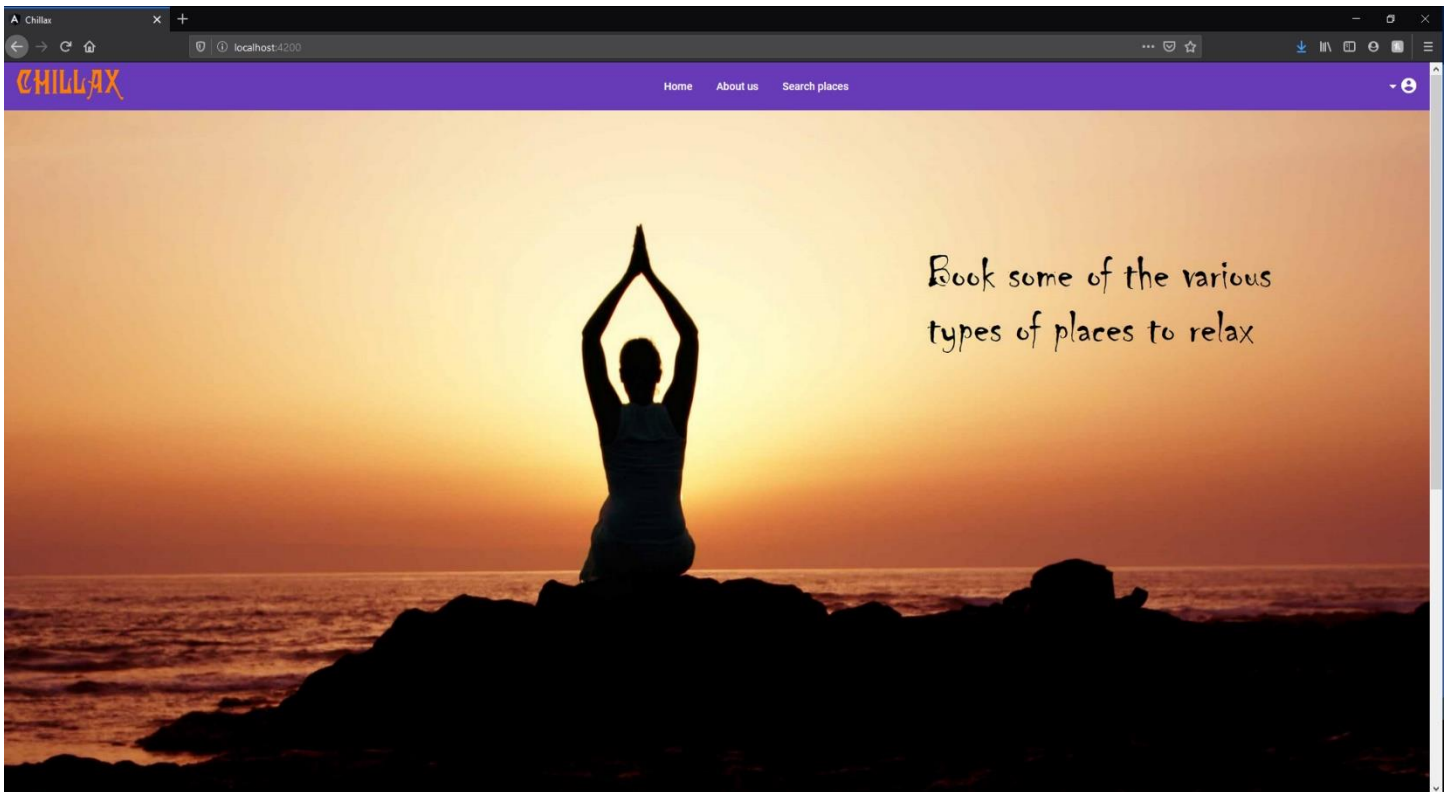 Chillax
localhost:4200
CHILLAX
Home About us Search places
Book some of the various
types of places to relax